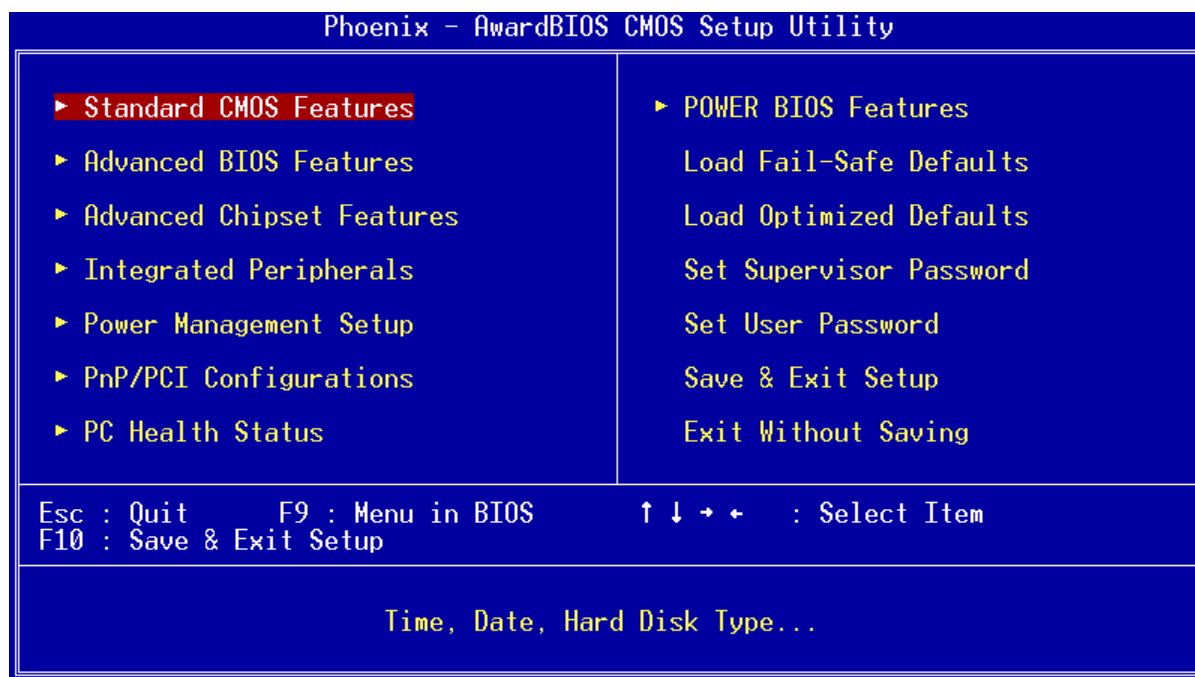 Phoenix - AwardBIOS CMOS Setup Utility
► Standard CMOS Features
► Advanced BIOS Features
► Advanced Chipset Features
► Integrated Peripherals
► Power Management Setup
► PnP/PCI Configurations
► PC Health Status
► POWER BIOS Features
Load Fail-Safe Defaults
Load Optimized Defaults
Set Supervisor Password
Set User Password
Save & Exit Setup
Exit Without Saving
Esc : Quit F9 : Menu in BIOS ↑ ↓ → ← : Select Item
F10 : Save & Exit Setup
Time, Date, Hard Disk Type...